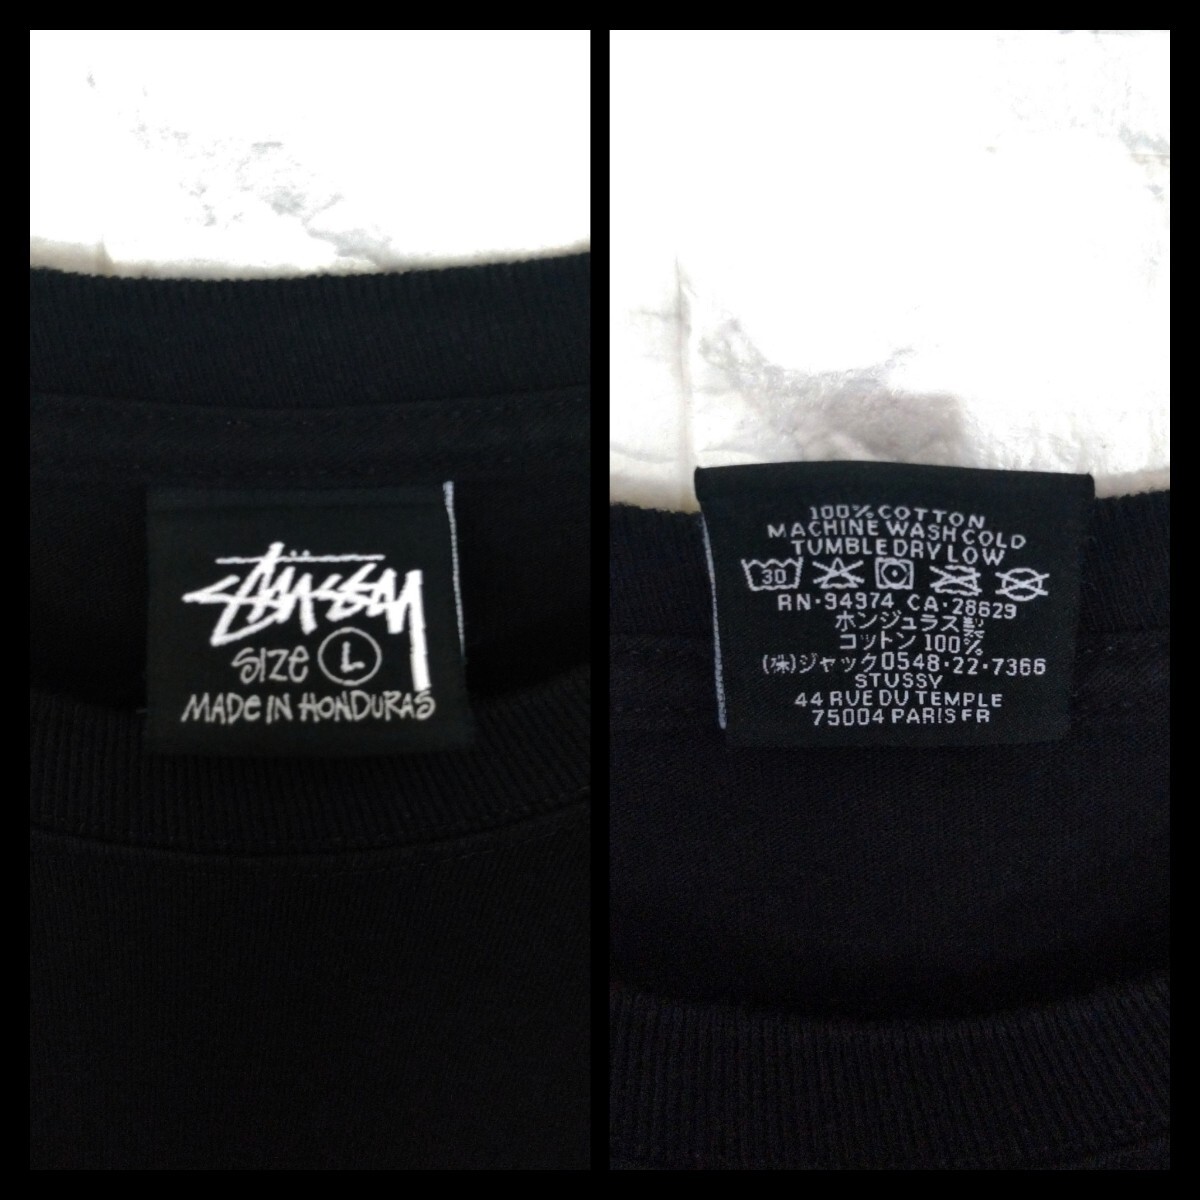 STÜSSY
SIZE L
MADE IN HONDURAS
100% COTTON
MACHINE WASH COLD
TUMBLE DRY LOW
30
RN·94974 CA·28629
ホンジュラス製
コットン 100%
(株)ジャック0548·22·7366
STUSSY
44 RUE DU TEMPLE
75004 PARIS FR